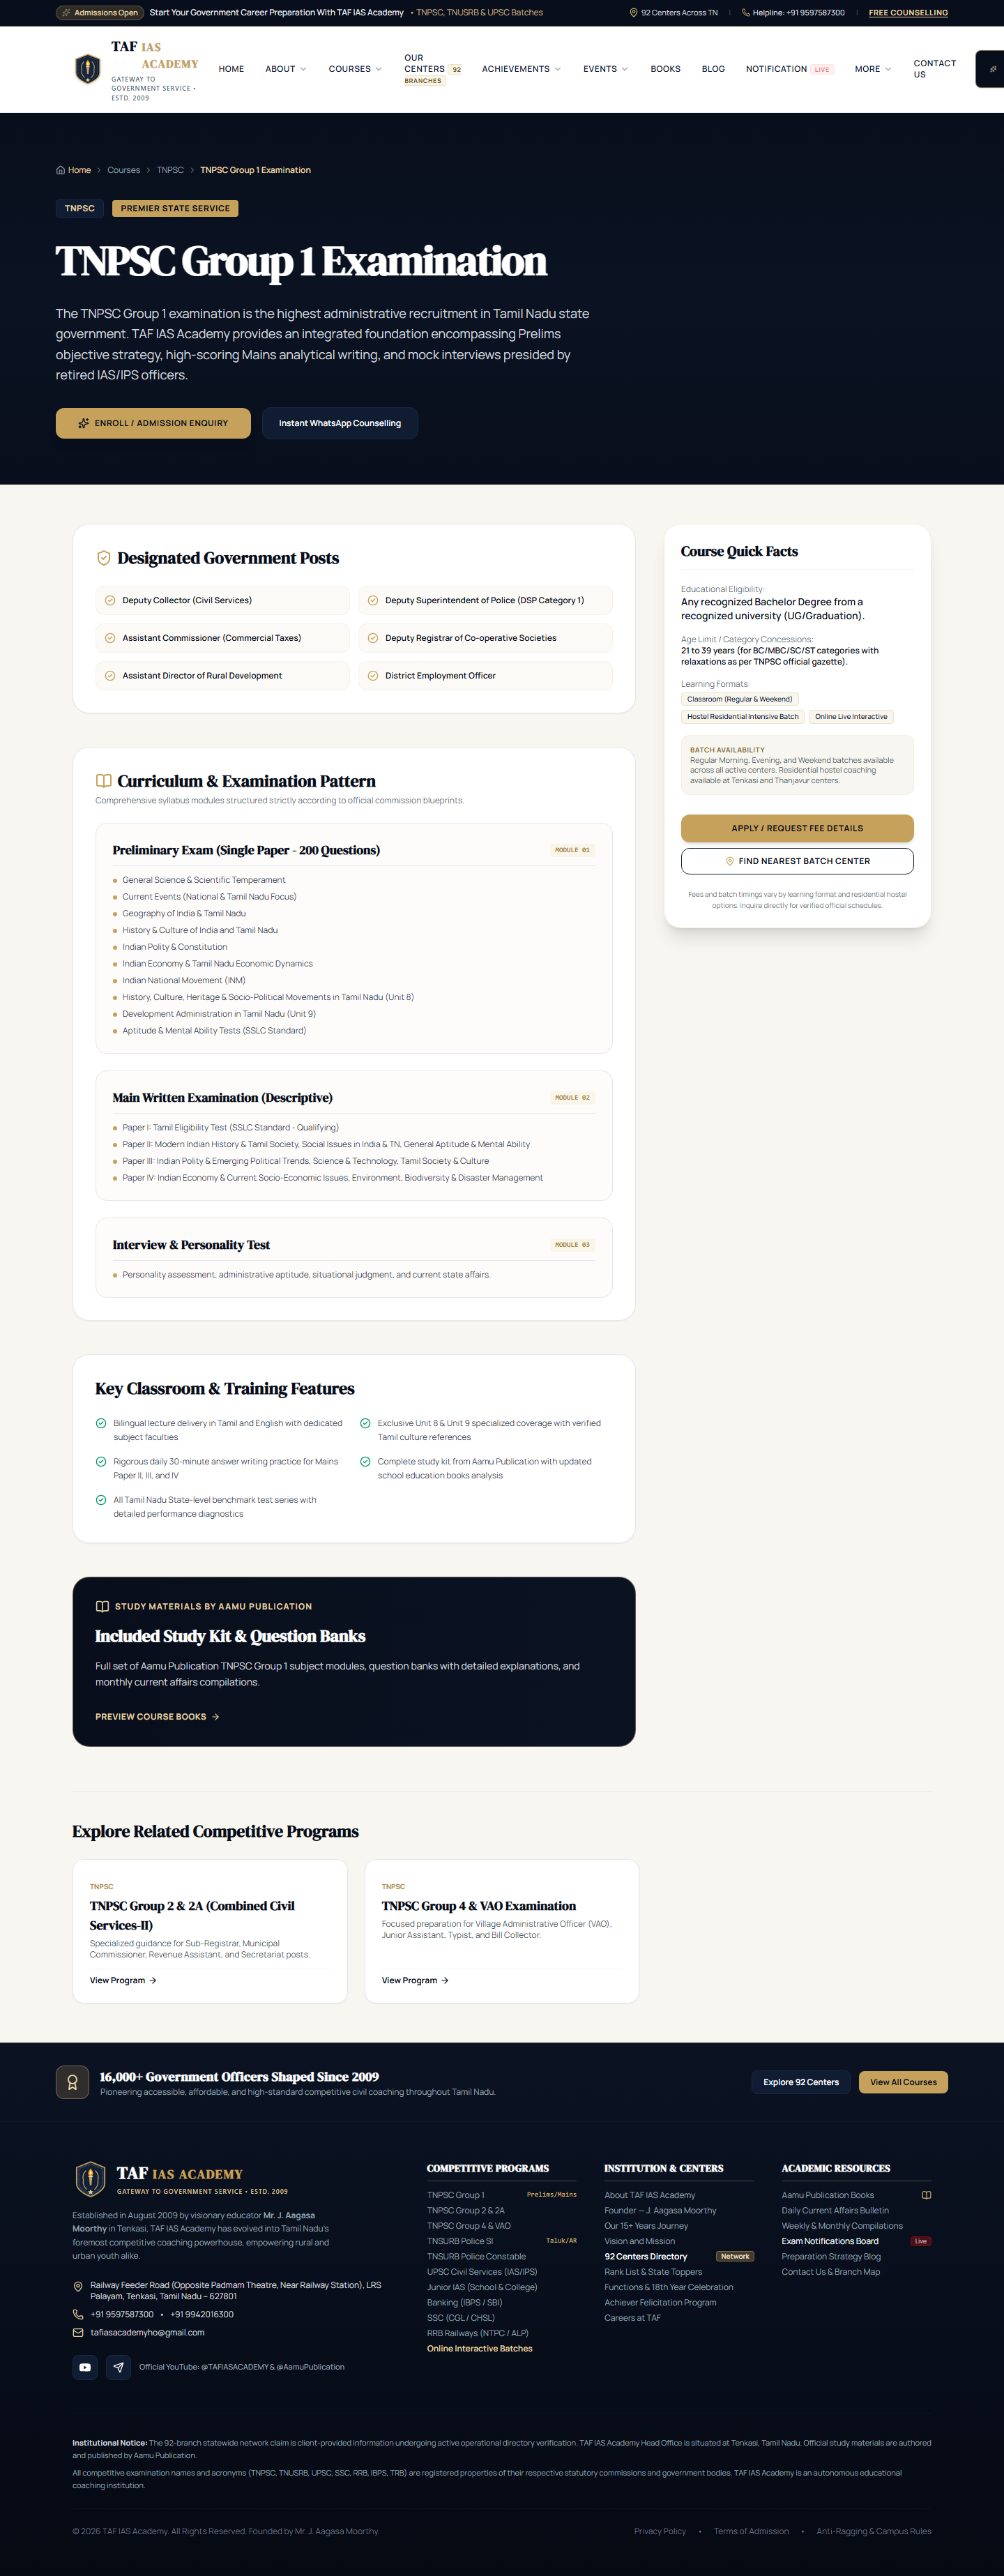 Admissions Open Start Your Government Career Preparation With TAF IAS Academy • TNPSC, TNUSRB & UPSC Batches 92 Centers Across TN Helpline: +91 9597587300 FREE COUNSELLING
TAF IAS ACADEMY
GATEWAY TO GOVERNMENT SERVICE • ESTD. 2009
HOME ABOUT COURSES OUR CENTERS 92 BRANCHES ACHIEVEMENTS EVENTS BOOKS BLOG NOTIFICATION LIVE MORE CONTACT US
Home > Courses > TNPSC > TNPSC Group 1 Examination
TNPSC PREMIER STATE SERVICE
TNPSC Group 1 Examination
The TNPSC Group 1 examination is the highest administrative recruitment in Tamil Nadu state
government. TAF IAS Academy provides an integrated foundation encompassing Prelims
objective strategy, high-scoring Mains analytical writing, and mock interviews presided by
retired IAS/IPS officers.
ENROLL / ADMISSION ENQUIRY Instant WhatsApp Counselling
Designated Government Posts
Deputy Collector (Civil Services) Deputy Superintendent of Police (DSP Category 1)
Assistant Commissioner (Commercial Taxes) Deputy Registrar of Co-operative Societies
Assistant Director of Rural Development District Employment Officer
Course Quick Facts
Educational Eligibility:
Any recognized Bachelor Degree from a
recognized university (UG/Graduation).
Age Limit / Category Concessions:
21 to 39 years (for BC/MBC/SC/ST categories with
relaxations as per TNPSC official gazette).
Learning Formats:
Classroom (Regular & Weekend)
Hostel Residential Intensive Batch Online Live Interactive
BATCH AVAILABILITY
Regular Morning, Evening, and Weekend batches available
across all active centers. Residential hostel coaching
available at Tenkasi and Thanjavur centers.
APPLY / REQUEST FEE DETAILS
FIND NEAREST BATCH CENTER
Fees and batch timings vary by learning format and residential hostel
options. Inquire directly for verified official schedules.
Curriculum & Examination Pattern
Comprehensive syllabus modules structured strictly according to official commission blueprints.
Preliminary Exam (Single Paper - 200 Questions) MODULE 01
General Science & Scientific Temperament
Current Events (National & Tamil Nadu Focus)
Geography of India & Tamil Nadu
History & Culture of India and Tamil Nadu
Indian Polity & Constitution
Indian Economy & Tamil Nadu Economic Dynamics
Indian National Movement (INM)
History, Culture, Heritage & Socio-Political Movements in Tamil Nadu (Unit 8)
Development Administration in Tamil Nadu (Unit 9)
Aptitude & Mental Ability Tests (SSLC Standard)
Main Written Examination (Descriptive) MODULE 02
Paper I: Tamil Eligibility Test (SSLC Standard - Qualifying)
Paper II: Modern Indian History & Tamil Society, Social Issues in India & TN, General Aptitude & Mental Ability
Paper III: Indian Polity & Emerging Political Trends, Science & Technology, Tamil Society & Culture
Paper IV: Indian Economy & Current Socio-Economic Issues, Environment, Biodiversity & Disaster Management
Interview & Personality Test MODULE 03
Personality assessment, administrative aptitude, situational judgment, and current state affairs.
Key Classroom & Training Features
Bilingual lecture delivery in Tamil and English with dedicated
subject faculties
Exclusive Unit 8 & Unit 9 specialized coverage with verified
Tamil culture references
Rigorous daily 30-minute answer writing practice for Mains
Paper II, III, and IV
Complete study kit from Aamu Publication with updated
school education books analysis
All Tamil Nadu State-level benchmark test series with
detailed performance diagnostics
STUDY MATERIALS BY AAMU PUBLICATION
Included Study Kit & Question Banks
Full set of Aamu Publication TNPSC Group 1 subject modules, question banks with detailed explanations, and
monthly current affairs compilations.
PREVIEW COURSE BOOKS →
Explore Related Competitive Programs
TNPSC
TNPSC Group 2 & 2A (Combined Civil
Services-II)
Specialized guidance for Sub-Registrar, Municipal
Commissioner, Revenue Assistant, and Secretariat posts.
View Program →
TNPSC
TNPSC Group 4 & VAO Examination
Focused preparation for Village Administrative Officer (VAO),
Junior Assistant, Typist, and Bill Collector.
View Program →
16,000+ Government Officers Shaped Since 2009
Pioneering accessible, affordable, and high-standard competitive civil coaching throughout Tamil Nadu.
Explore 92 Centers View All Courses
TAF IAS ACADEMY
GATEWAY TO GOVERNMENT SERVICE • ESTD. 2009
Established in August 2009 by visionary educator Mr. J. Aagasa
Moorthy in Tenkasi, TAF IAS Academy has evolved into Tamil Nadu's
foremost competitive coaching powerhouse, empowering rural and
urban youth alike.
Railway Feeder Road (Opposite Padmam Theatre, Near Railway Station), LRS
Palayam, Tenkasi, Tamil Nadu – 627801
+91 9597587300 • +91 9942016300
tafiasacademyho@gmail.com
Official YouTube: @TAFIASACADEMY & @AamuPublication
COMPETITIVE PROGRAMS
TNPSC Group 1 Prelims/Mains
TNPSC Group 2 & 2A
TNPSC Group 4 & VAO
TNSURB Police SI Taluk/AR
TNSURB Police Constable
UPSC Civil Services (IAS/IPS)
Junior IAS (School & College)
Banking (IBPS / SBI)
SSC (CGL / CHSL)
RRB Railways (NTPC / ALP)
Online Interactive Batches
INSTITUTION & CENTERS
About TAF IAS Academy
Founder — J. Aagasa Moorthy
Our 15+ Years Journey
Vision and Mission
92 Centers Directory Network
Rank List & State Toppers
Functions & 18th Year Celebration
Achiever Felicitation Program
Careers at TAF
ACADEMIC RESOURCES
Aamu Publication Books
Daily Current Affairs Bulletin
Weekly & Monthly Compilations
Exam Notifications Board Live
Preparation Strategy Blog
Contact Us & Branch Map
Institutional Notice: The 92-branch statewide network claim is client-provided information undergoing active operational directory verification. TAF IAS Academy Head Office is situated at Tenkasi, Tamil Nadu. Official study materials are authored
and published by Aamu Publication.
All competitive examination names and acronyms (TNPSC, TNUSRB, UPSC, SSC, RRB, IBPS, TRB) are registered properties of their respective statutory commissions and government bodies. TAF IAS Academy is an autonomous educational
coaching institution.
© 2026 TAF IAS Academy. All Rights Reserved. Founded by Mr. J. Aagasa Moorthy. Privacy Policy • Terms of Admission • Anti-Ragging & Campus Rules